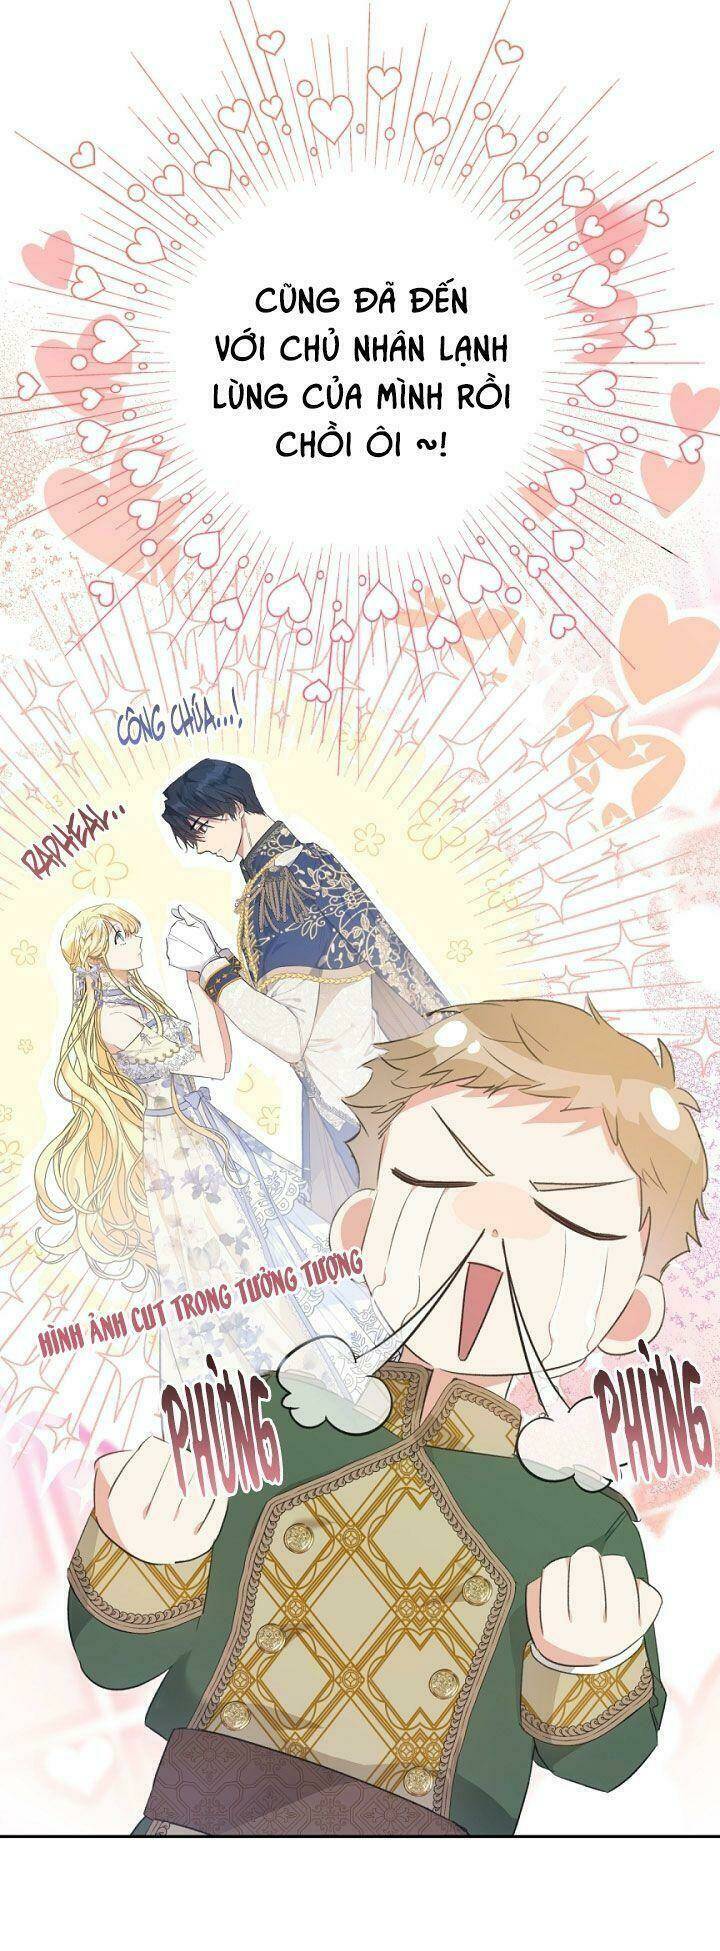 CŨNG ĐÃ ĐẾN
VỚI CHỦ NHÂN LẠNH
LÙNG CỦA MÌNH RỒI
CHỒI ÔI ~!
CÔNG CHÚA...!
RAPHEAL..
HÌNH ẢNH CUT TRONG TƯỞNG TƯỢNG
PHỪNG
PHỪNG